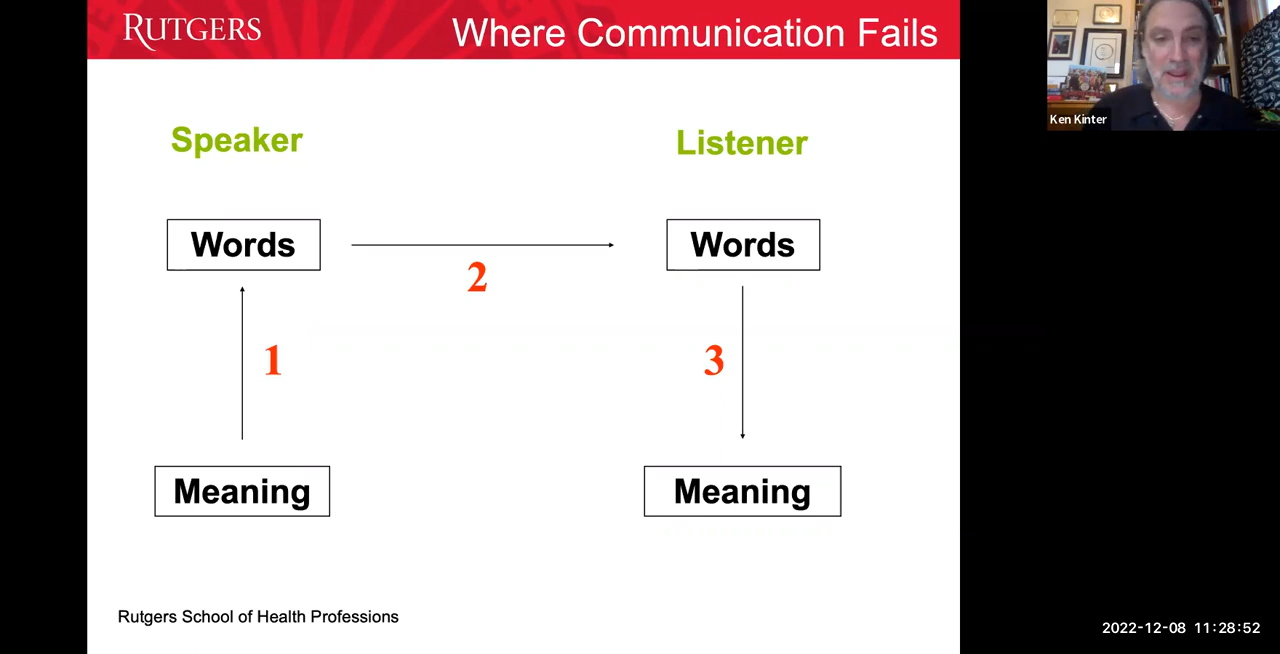 RUTGERS
Where Communication Fails
Ken Kinter
Speaker
Listener
Words
Words
2
1
3
Meaning
Meaning
Rutgers School of Health Professions
2022-12-08 11:28:52